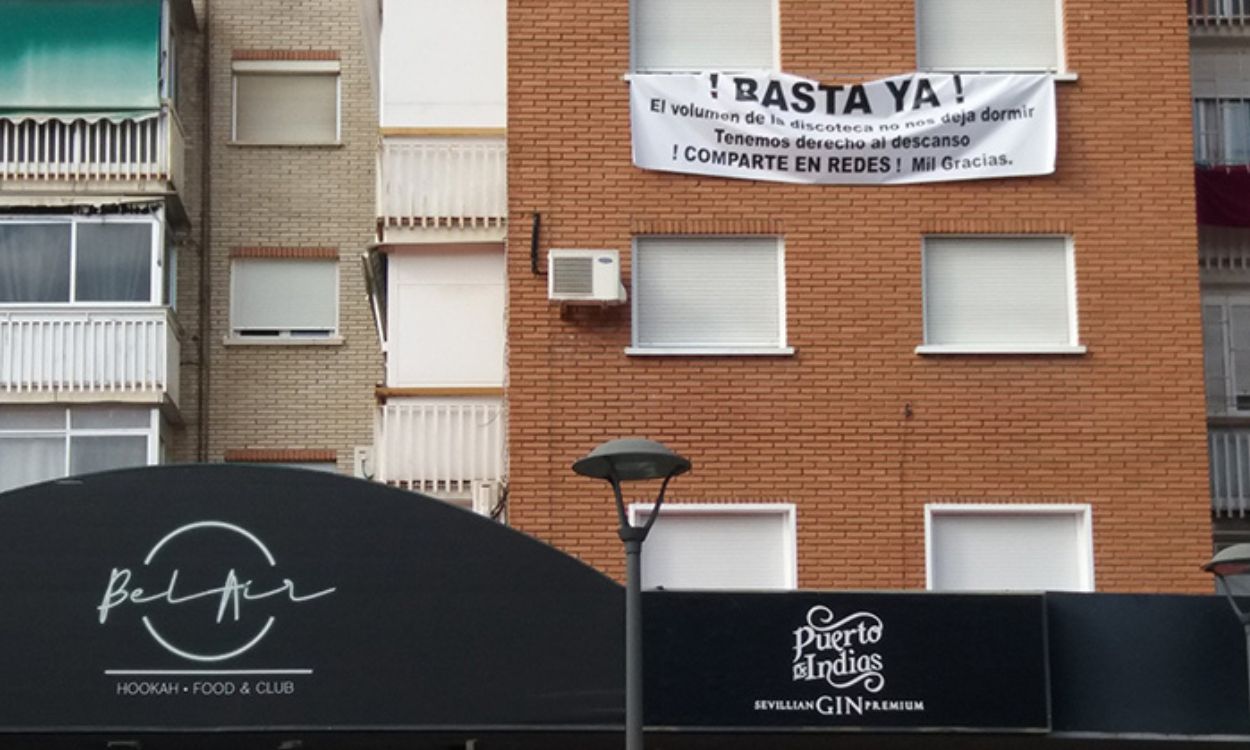 ! BASTA YA !
El volumen de la discoteca no nos deja dormir
Tenemos derecho al descanso
! COMPARTE EN REDES ! Mil Gracias.
Bel Air
HOOKAH • FOOD & CLUB
Puerto
DE Indias
SEVILLIAN GIN PREMIUM